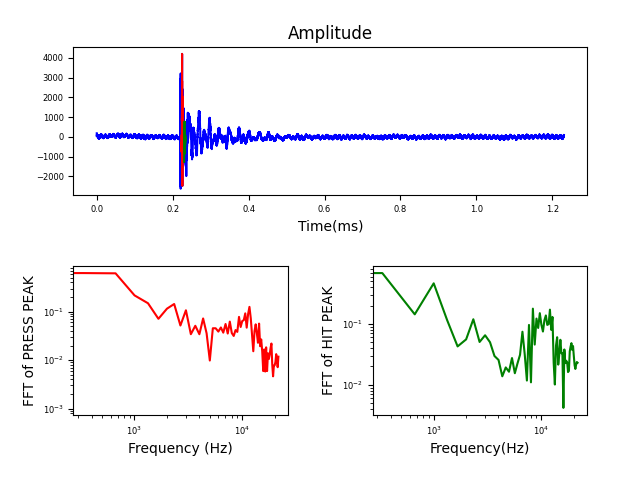 Amplitude
4000
3000
2000
1000
0
−1000
−2000
0.0 0.2 0.4 0.6 0.8 1.0 1.2
Time(ms)
FFT of PRESS PEAK
10⁻¹
10⁻²
10⁻³
10³ 10⁴
Frequency (Hz)
FFT of HIT PEAK
10⁻¹
10⁻²
10³ 10⁴
Frequency(Hz)